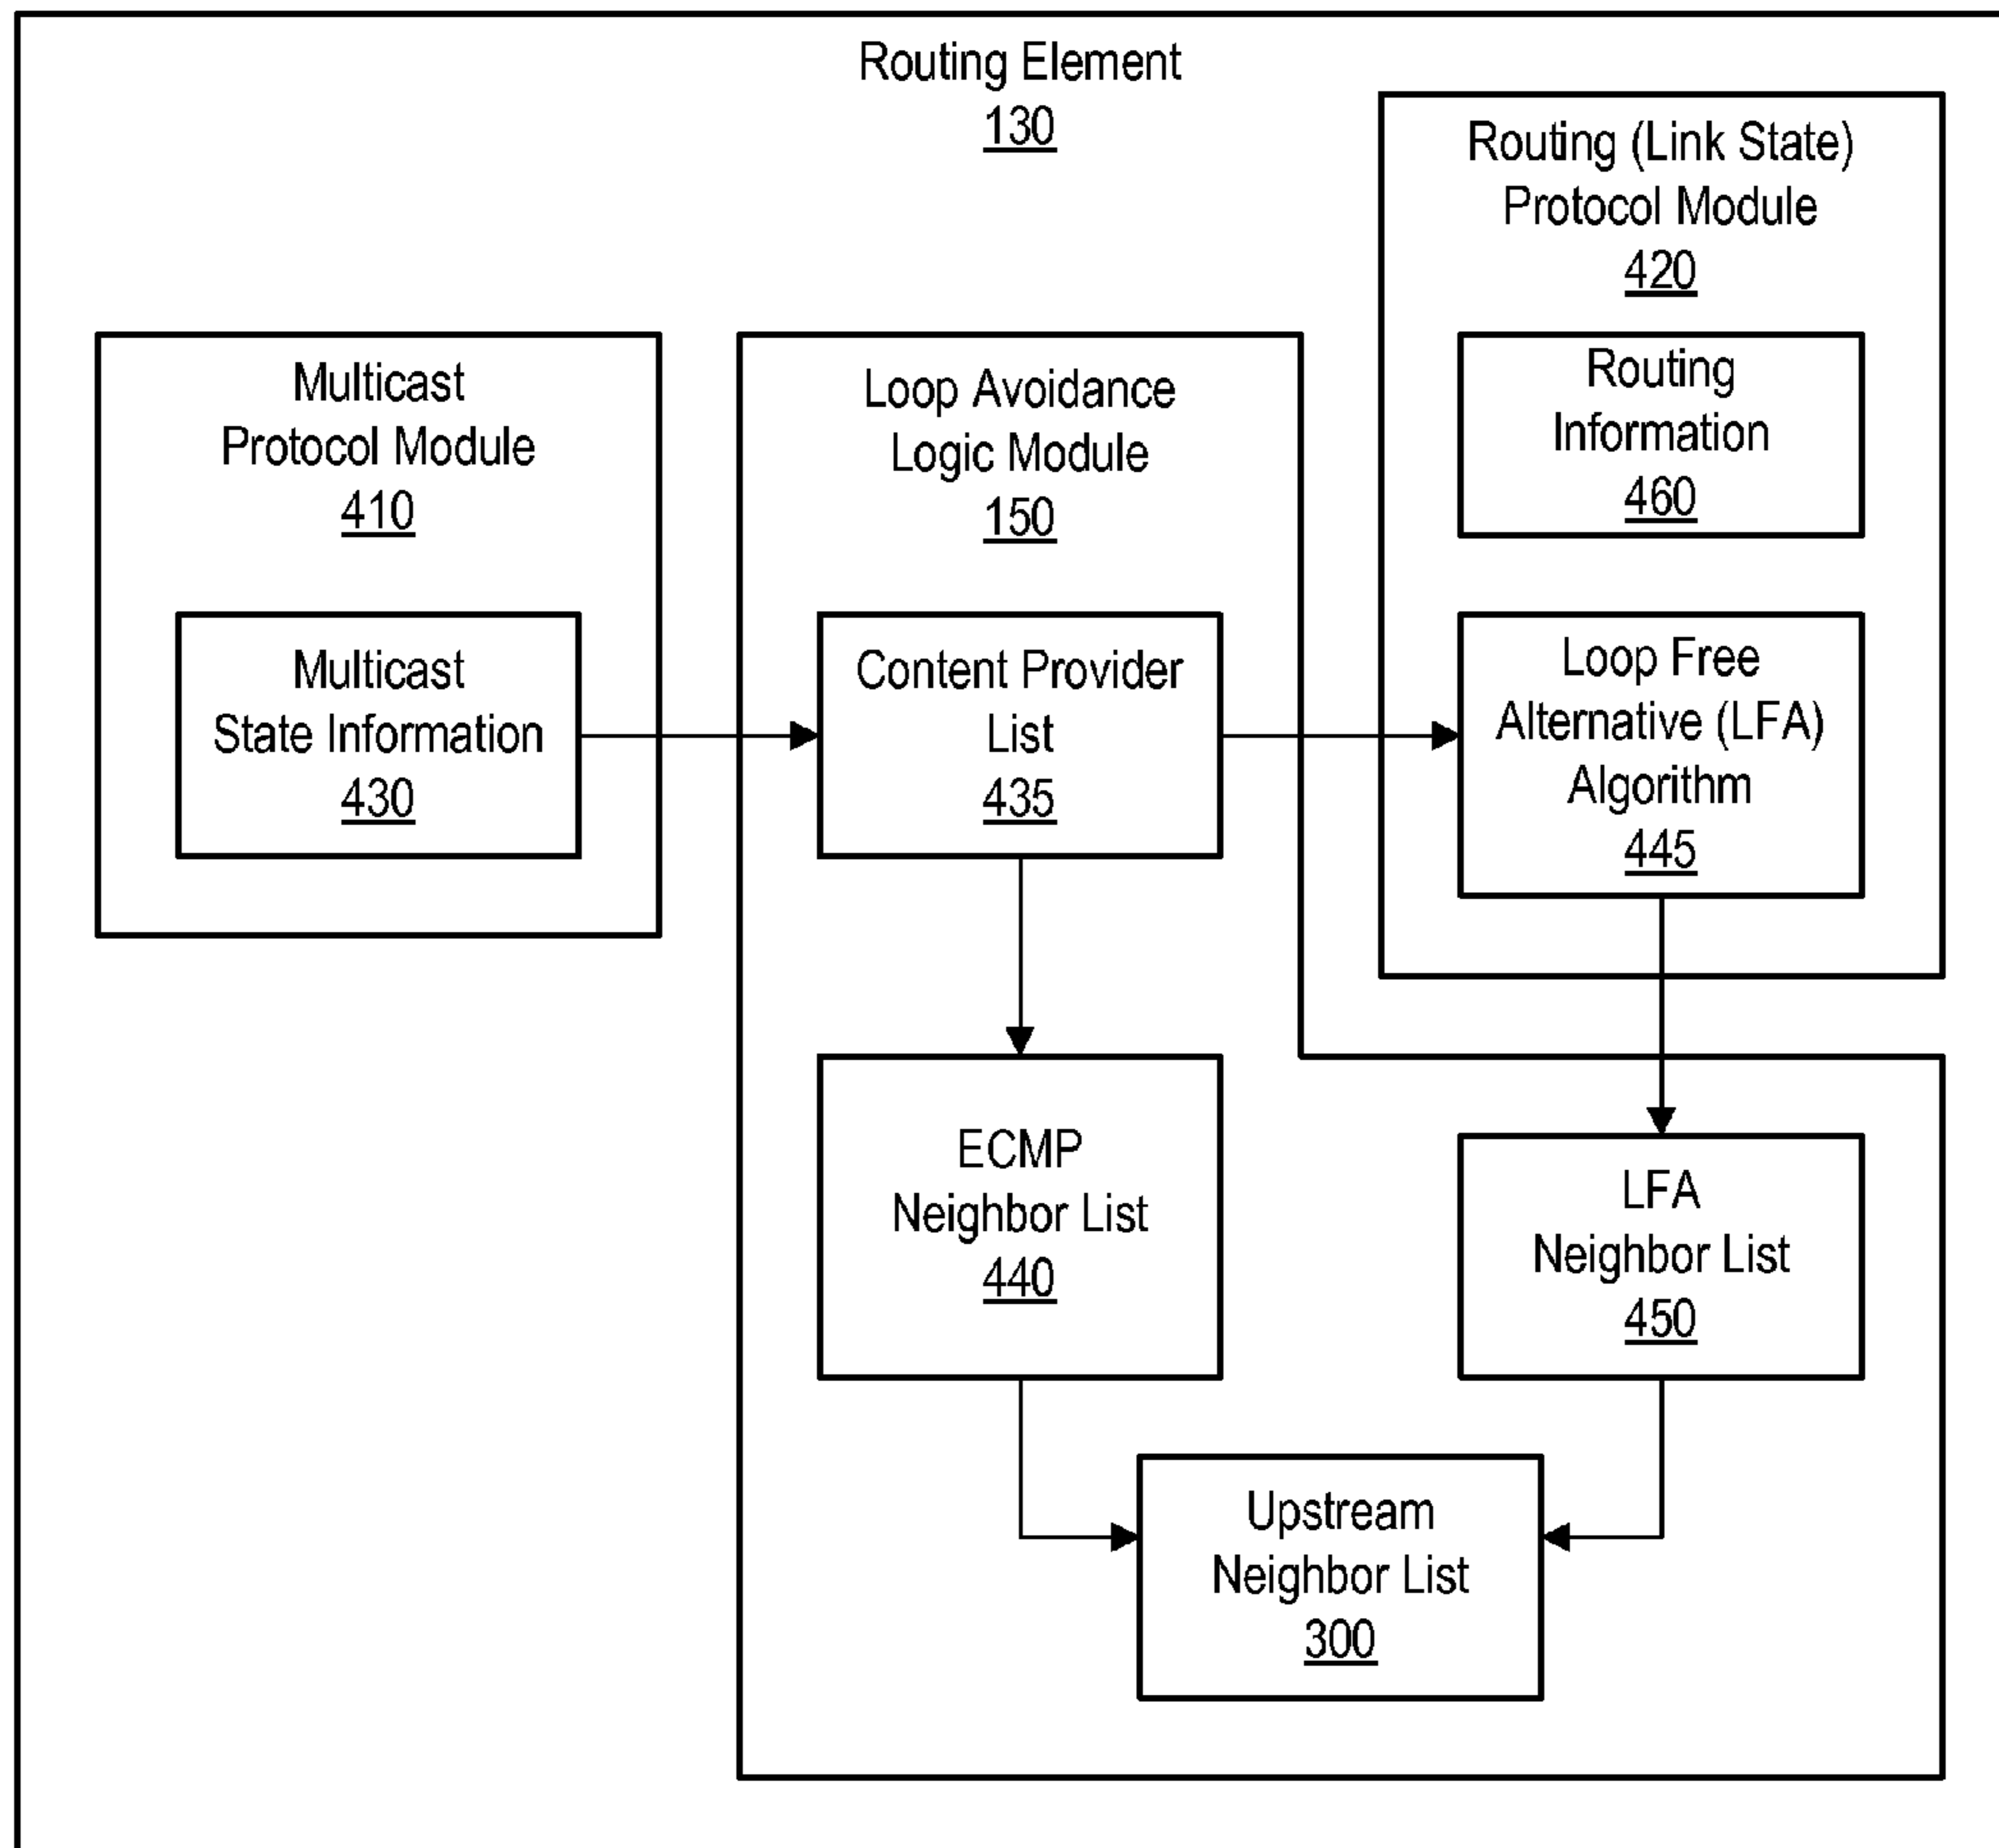 Routing Element
130
Routing (Link State)
Protocol Module
420
Routing
Information
460
Multicast
Protocol Module
410
Loop Avoidance
Logic Module
150
Multicast
State Information
430
Content Provider
List
435
Loop Free
Alternative (LFA)
Algorithm
445
ECMP
Neighbor List
440
LFA
Neighbor List
450
Upstream
Neighbor List
300